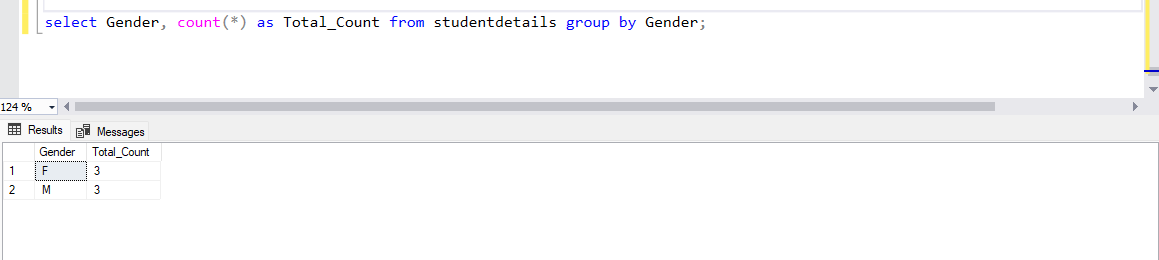 select Gender, count(*) as Total_Count from studentdetails group by Gender;
124 %
Results Messages
Gender Total_Count
1 F 3
2 M 3